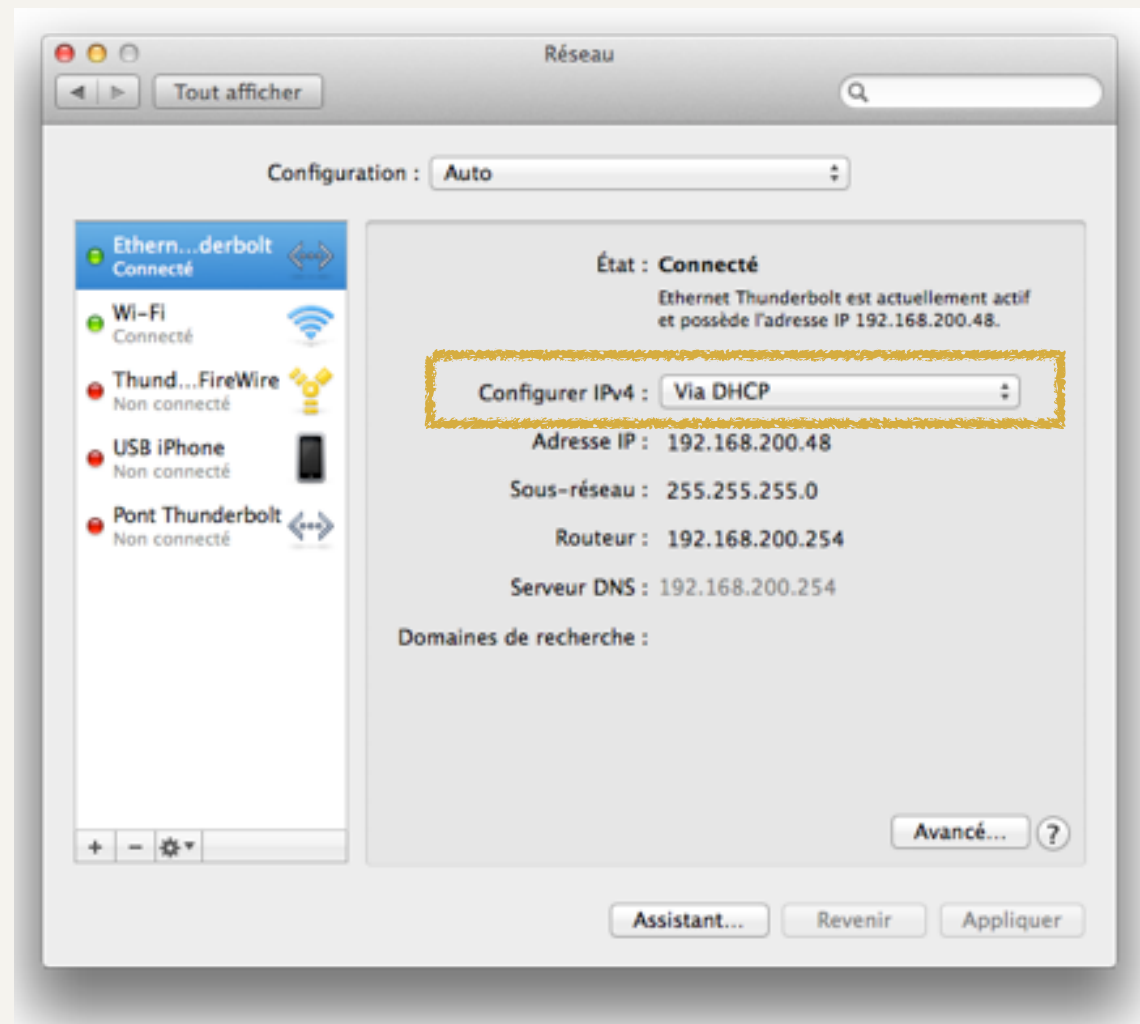 Réseau
Tout afficher
Configuration : Auto
Ethern...derbolt
Connecté
Wi-Fi
Connecté
Thund...FireWire
Non connecté
USB iPhone
Non connecté
Pont Thunderbolt
Non connecté
État : Connecté
Ethernet Thunderbolt est actuellement actif
et possède l'adresse IP 192.168.200.48.
Configurer IPv4 : Via DHCP
Adresse IP : 192.168.200.48
Sous-réseau : 255.255.255.0
Routeur : 192.168.200.254
Serveur DNS : 192.168.200.254
Domaines de recherche :
Avancé... ?
Assistant... Revenir Appliquer